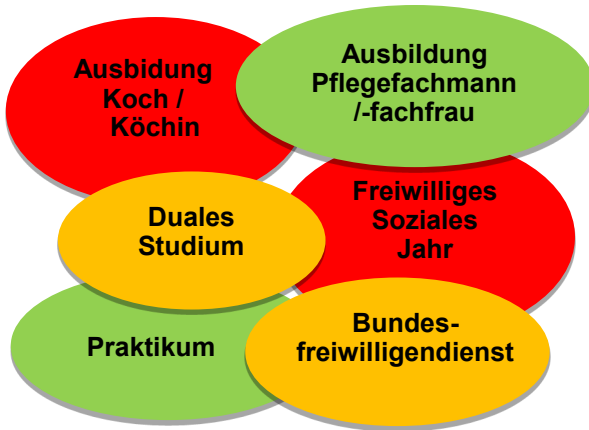 Ausbidung
Koch /
Köchin
Ausbildung
Pflegefachmann
/-fachfrau
Duales
Studium
Freiwilliges
Soziales
Jahr
Praktikum
Bundes-
freiwilligendienst